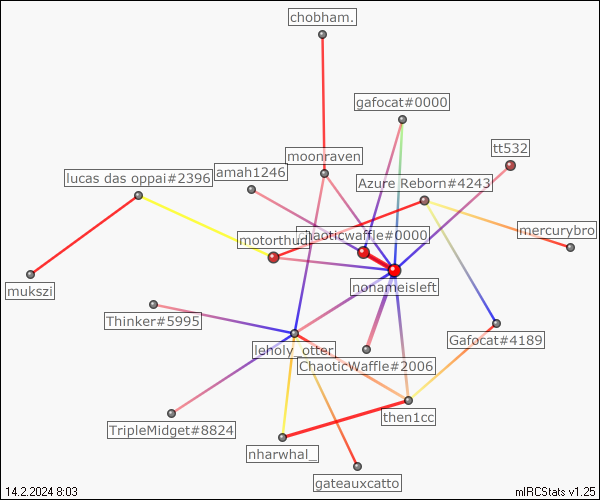 chobham.
gafocat#0000
tt532
moonraven
amah1246
lucas das oppai#2396
Azure Reborn#4243
mercurybro
chaoticwaffle#0000
motorthud
nonameisleft
mukszi
Thinker#5995
Gafocat#4189
leholy_otter
ChaoticWaffle#2006
then1cc
TripleMidget#8824
nharwhal_
gateauxcatto
14.2.2024 8:03
mIRCStats v1.25